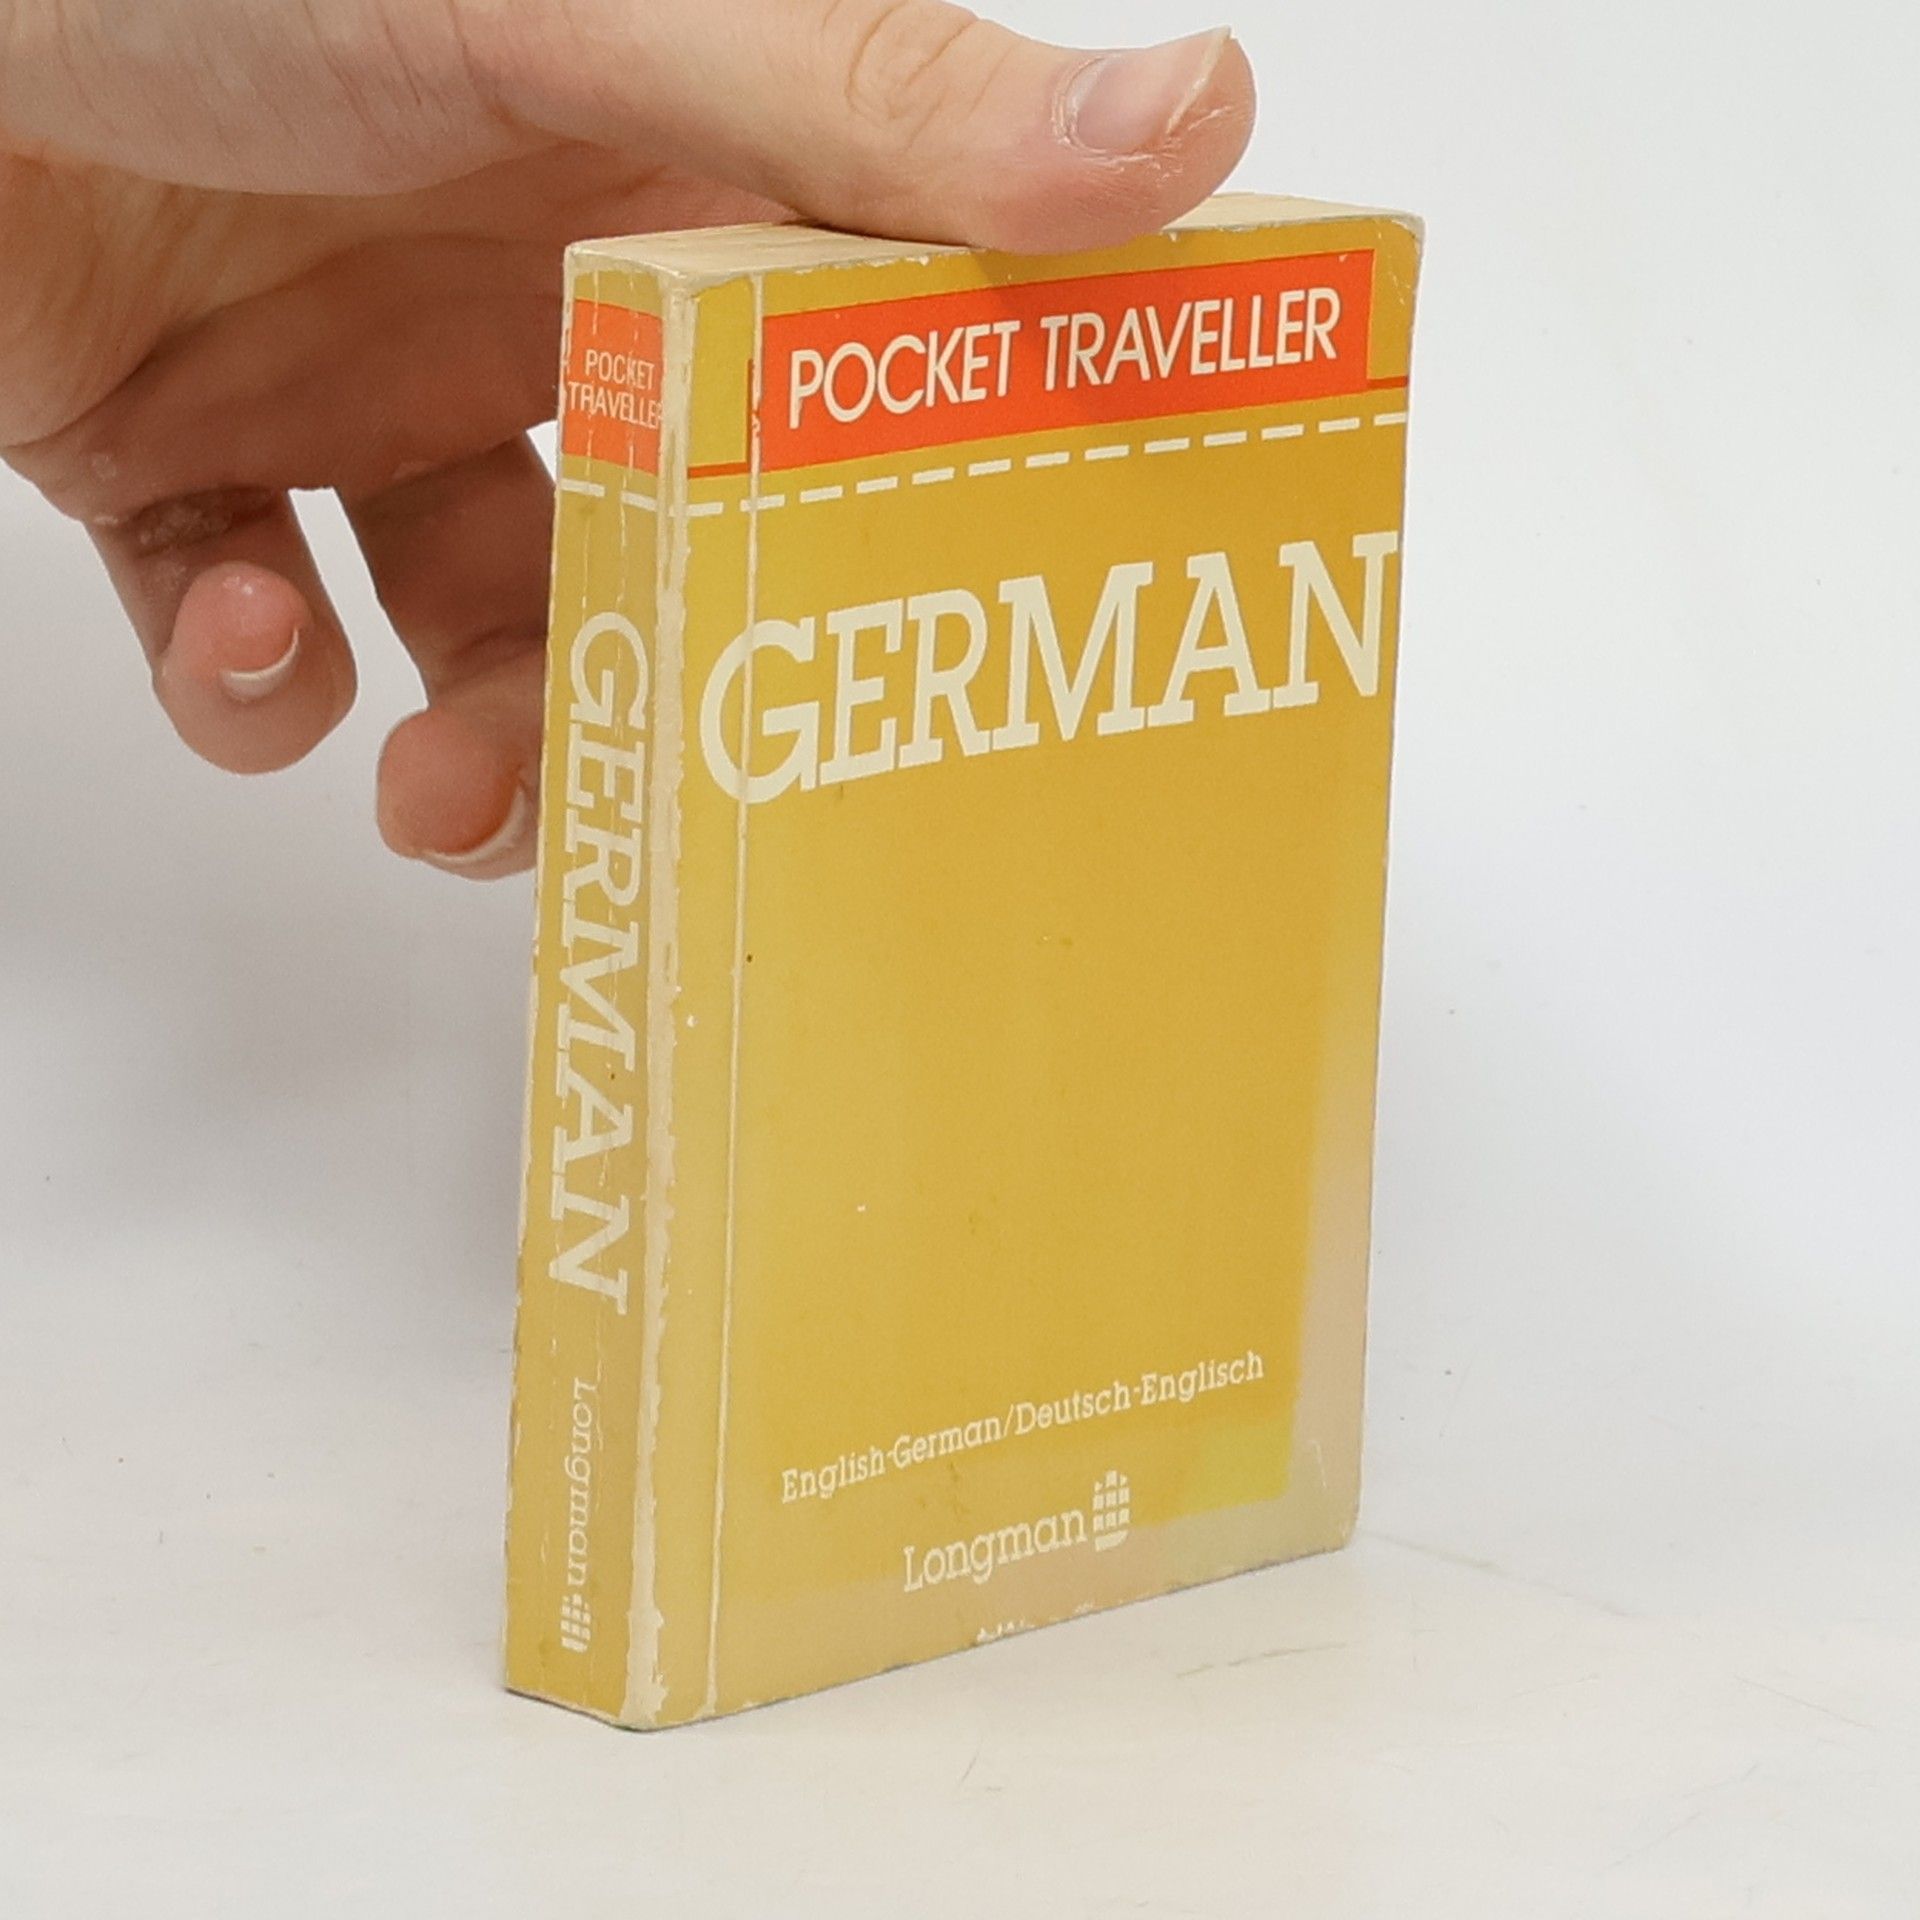 POCKET
TRAVELLER
GERMAN
Longman
POCKET TRAVELLER
GERMAN
English-German/Deutsch-Englisch
Longman